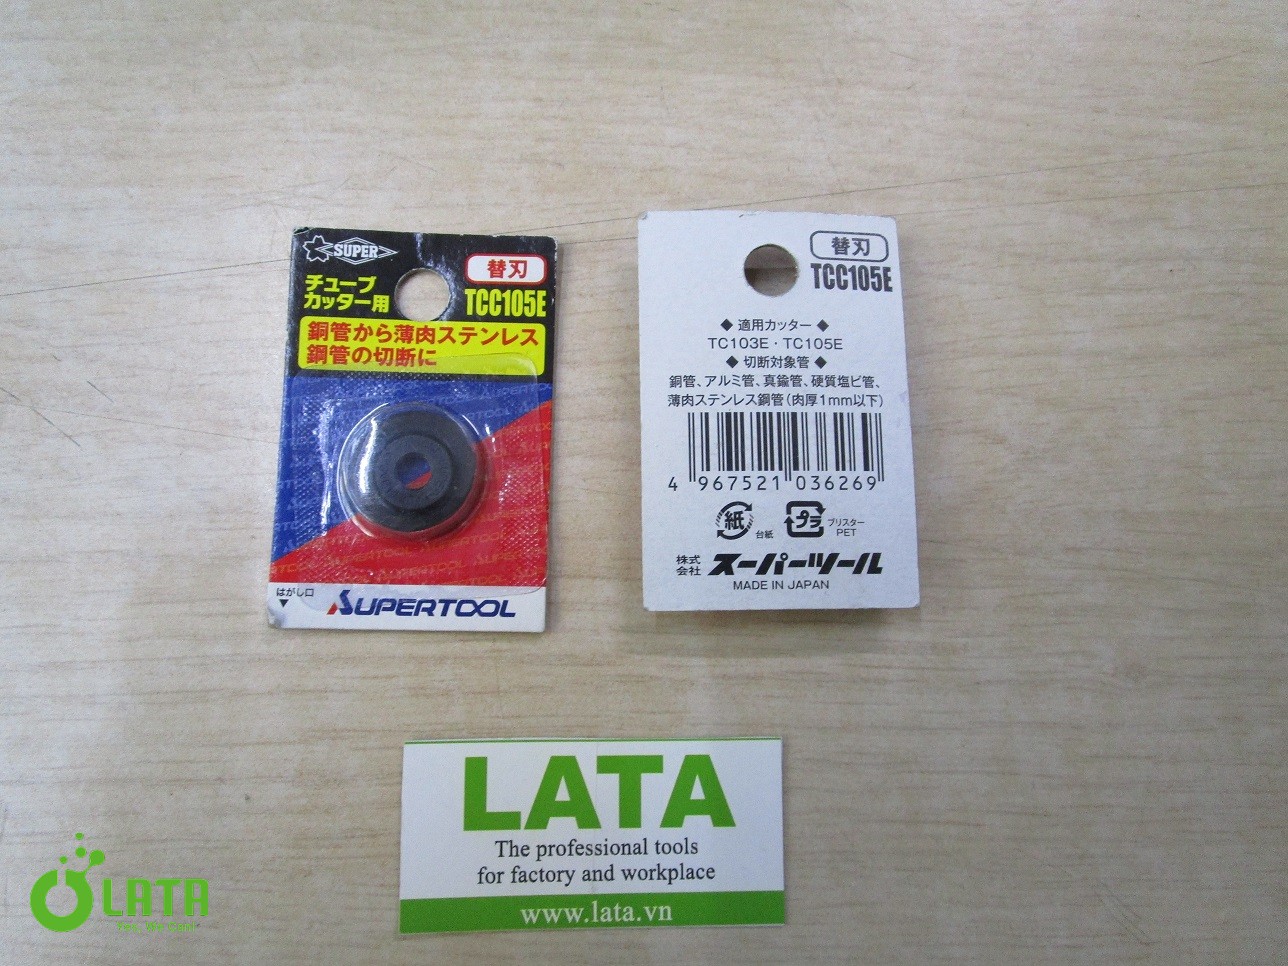 SUPER
チューブ
カッター用
替刃
TCC105E
銅管から薄肉ステンレス
鋼管の切断に
はがし口
SUPERTOOL
替刃
TCC105E
◆ 適用カッター ◆
TC103E・TC105E
◆ 切断対象管 ◆
銅管、アルミ管、真鍮管、硬質塩ビ管、
薄肉ステンレス鋼管(肉厚1mm以下)
4 967521 036269
紙 台紙
プラ ブリスター
PET
株式
会社 スーパーツール
MADE IN JAPAN
LATA
The professional tools
for factory and workplace
www.lata.vn
LATA
Yes, We Can!